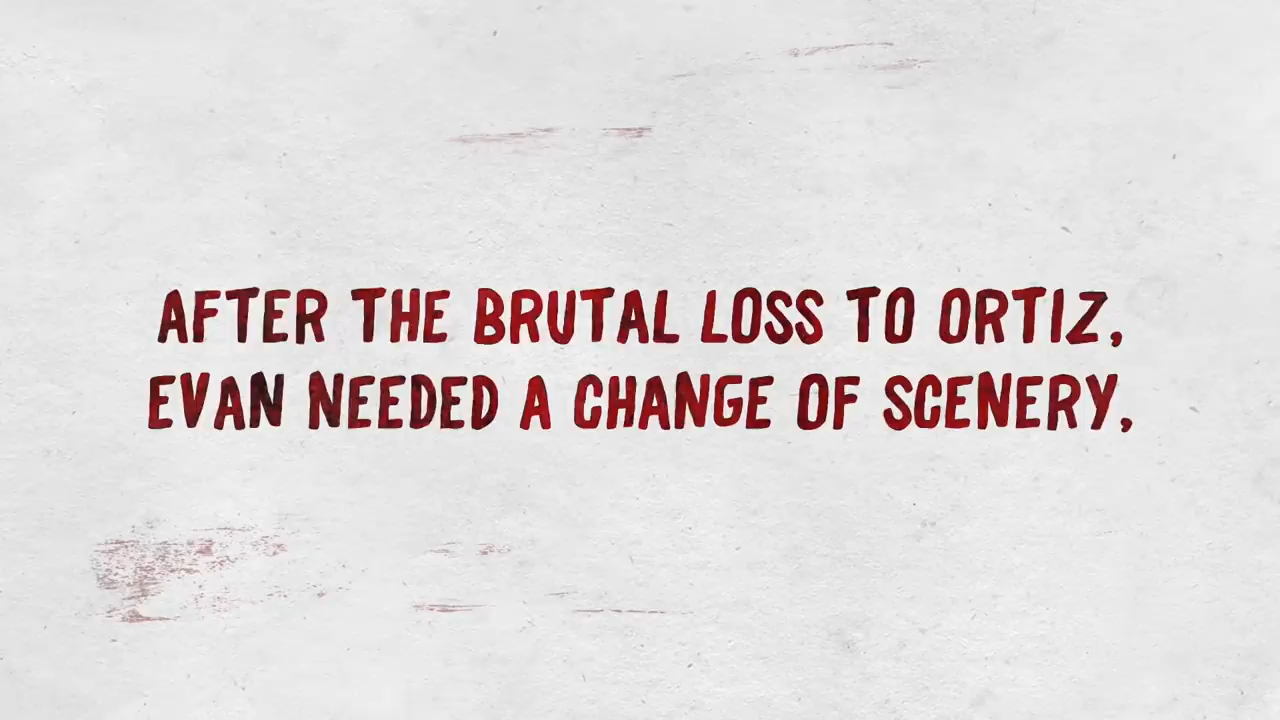 AFTER THE BRUTAL LOSS TO ORTIZ,
EVAN NEEDED A CHANGE OF SCENERY,